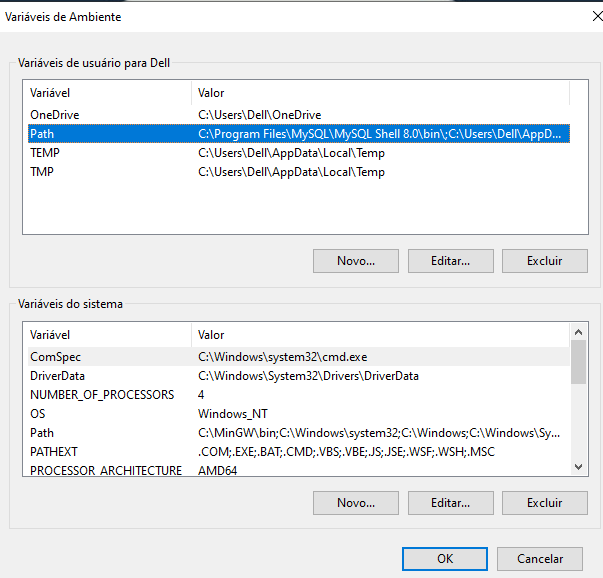 Variáveis de Ambiente
Variáveis de usuário para Dell
Variável Valor
OneDrive C:\Users\Dell\OneDrive
Path C:\Program Files\MySQL\MySQL Shell 8.0\bin\;C:\Users\Dell\AppD...
TEMP C:\Users\Dell\AppData\Local\Temp
TMP C:\Users\Dell\AppData\Local\Temp
Novo... Editar... Excluir
Variáveis do sistema
Variável Valor
ComSpec C:\Windows\system32\cmd.exe
DriverData C:\Windows\System32\Drivers\DriverData
NUMBER_OF_PROCESSORS 4
OS Windows_NT
Path C:\MinGW\bin;C:\Windows\system32;C:\Windows;C:\Windows\Sy...
PATHEXT .COM;.EXE;.BAT;.CMD;.VBS;.VBE;.JS;.JSE;.WSF;.WSH;.MSC
PROCESSOR_ARCHITECTURE AMD64
Novo... Editar... Excluir
OK Cancelar